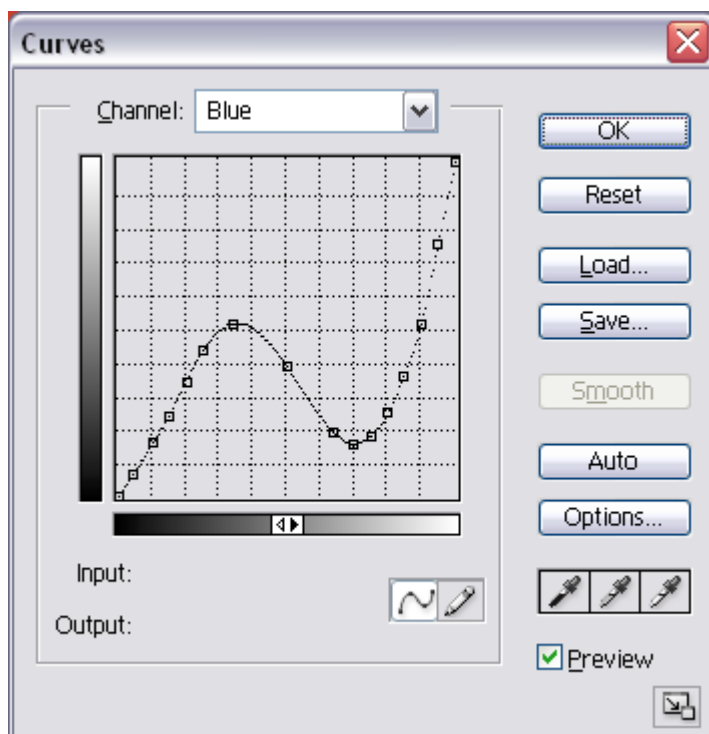 Curves
Channel: Blue
OK
Reset
Load...
Save...
Smooth
Auto
Options...
Input:
Output:
Preview